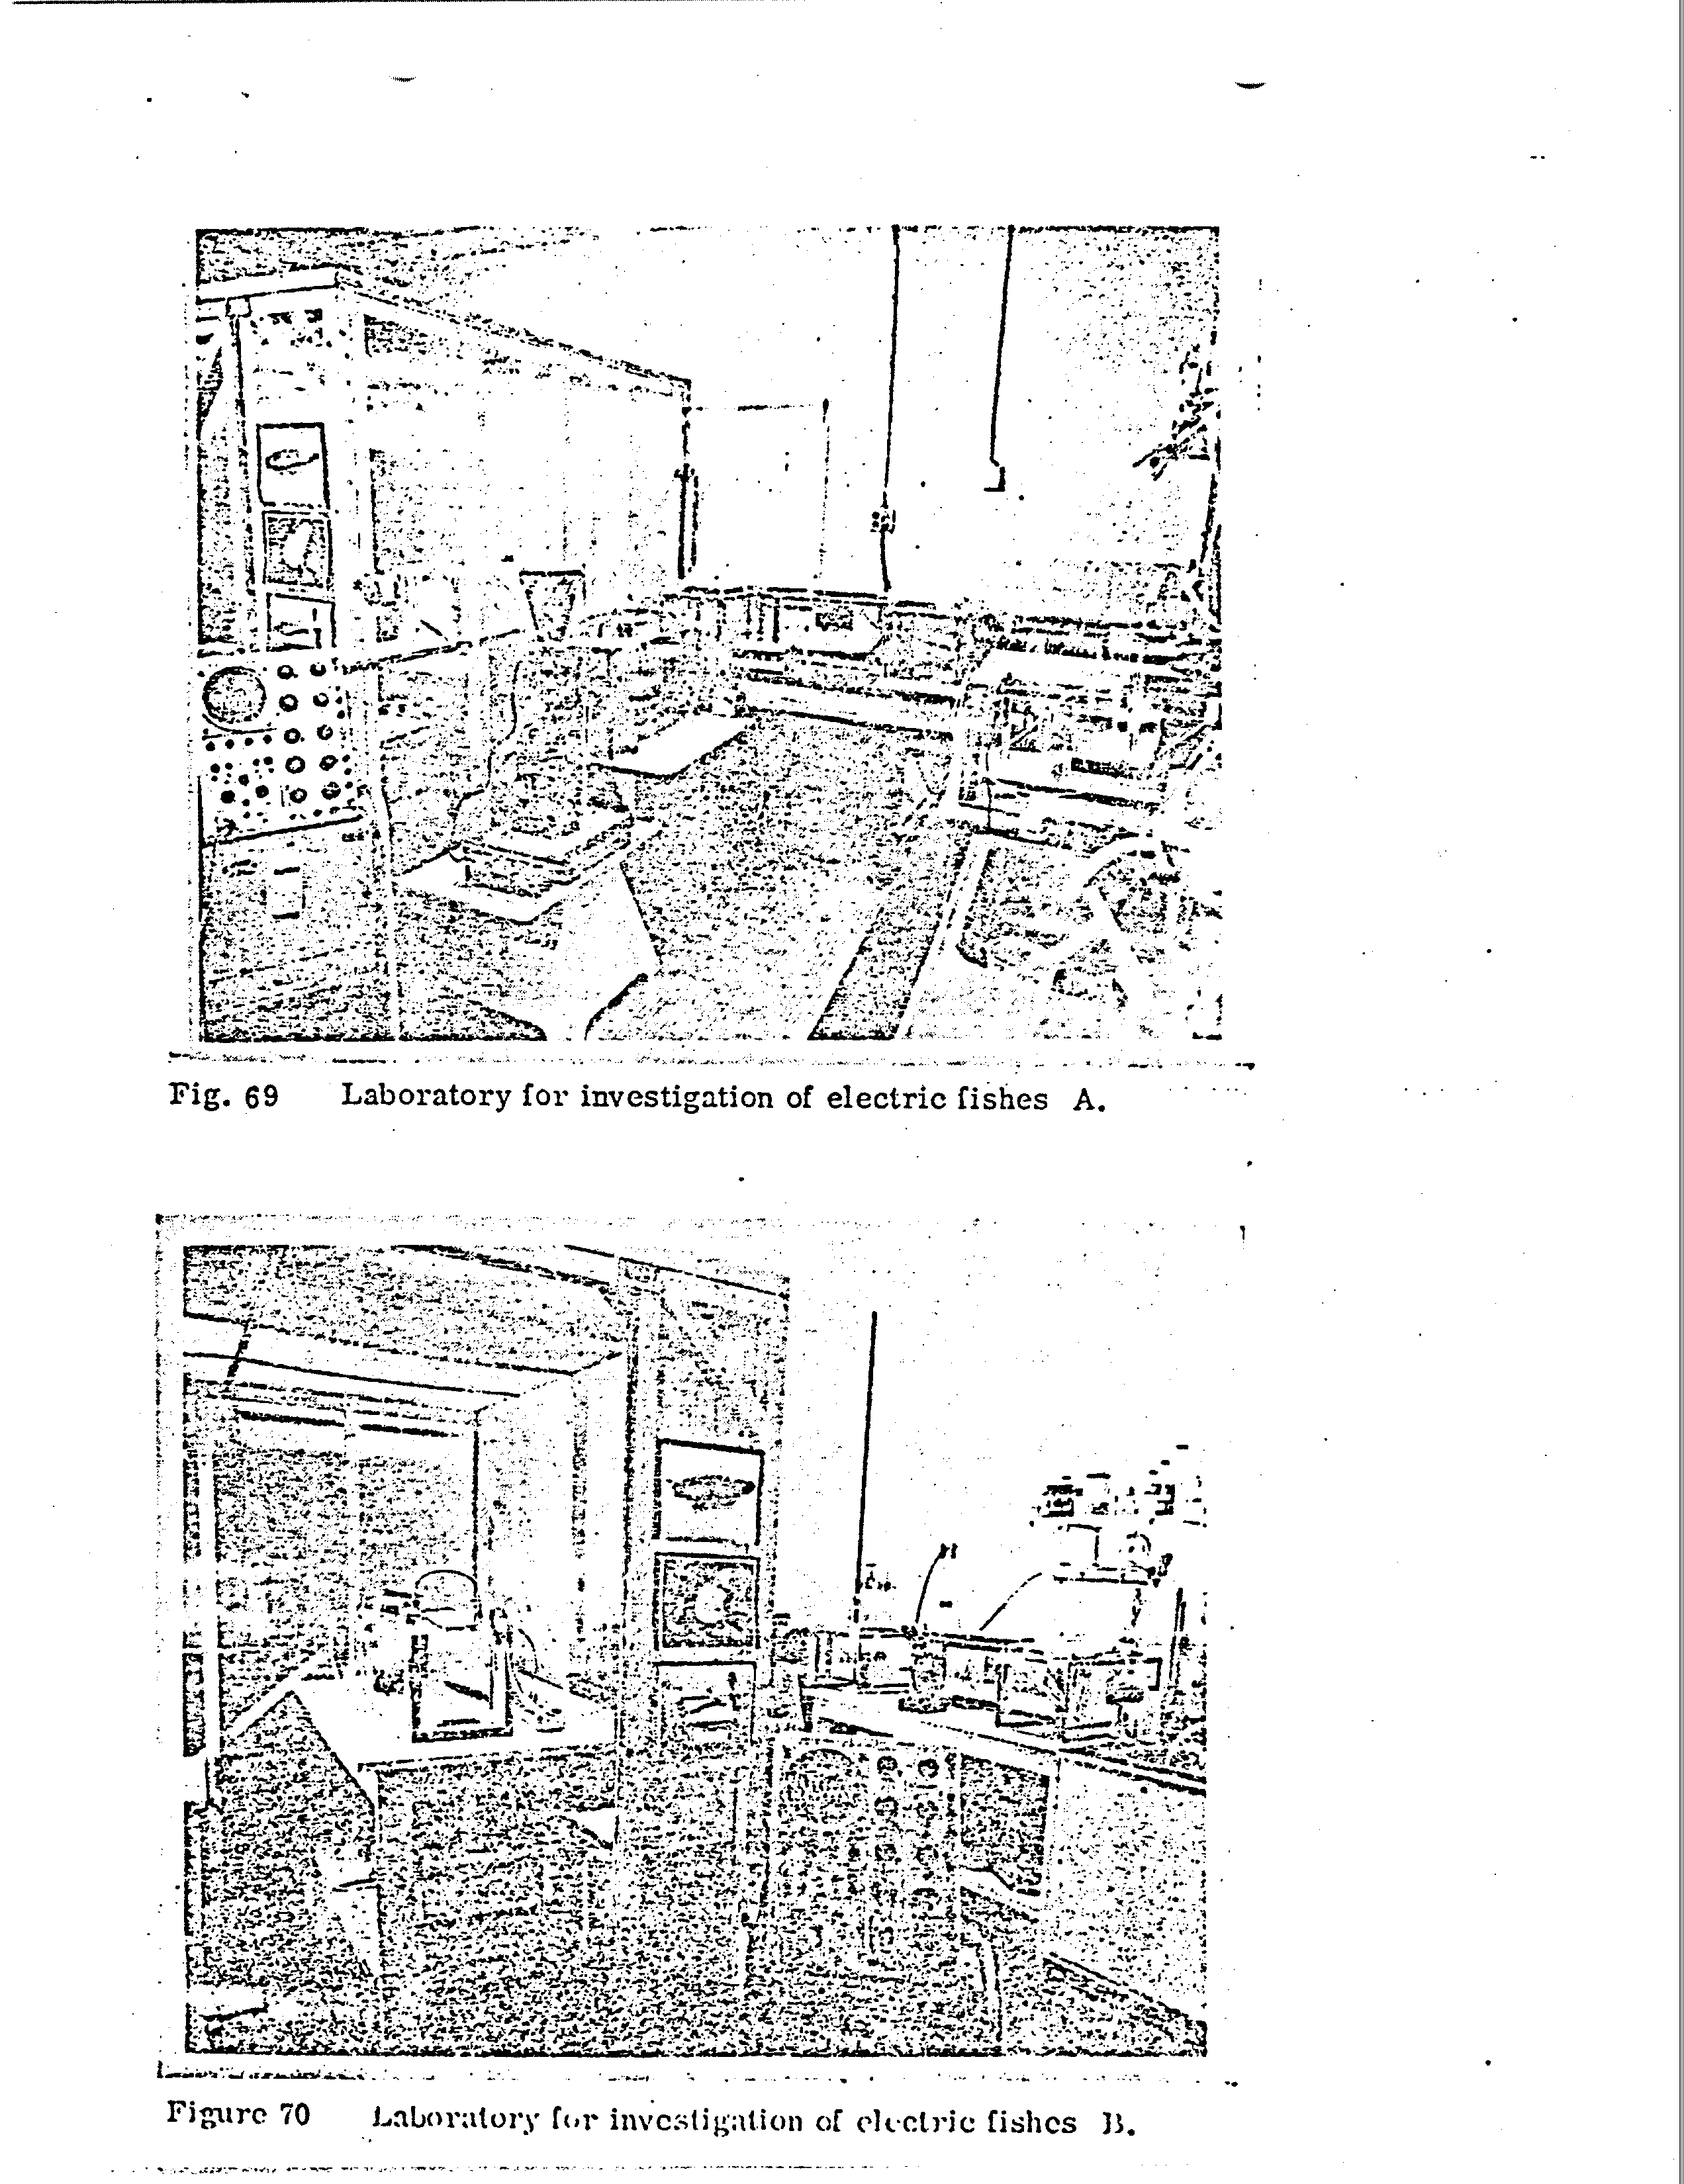 Fig. 69 Laboratory for investigation of electric fishes A.
Figure 70 Laboratory for investigation of electric fishes B.